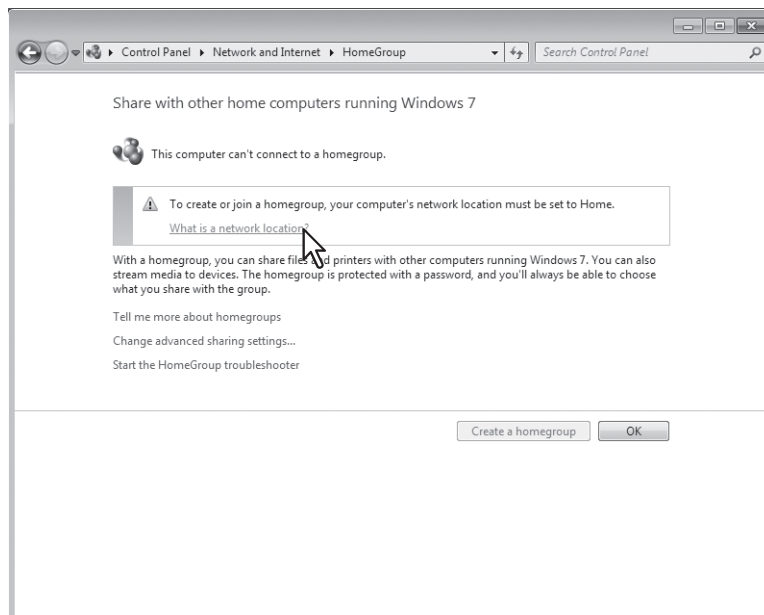 Control Panel ▸ Network and Internet ▸ HomeGroup
Search Control Panel
Share with other home computers running Windows 7
This computer can't connect to a homegroup.
To create or join a homegroup, your computer's network location must be set to Home.
What is a network location?
With a homegroup, you can share files and printers with other computers running Windows 7. You can also
stream media to devices. The homegroup is protected with a password, and you'll always be able to choose
what you share with the group.
Tell me more about homegroups
Change advanced sharing settings...
Start the HomeGroup troubleshooter
Create a homegroup
OK